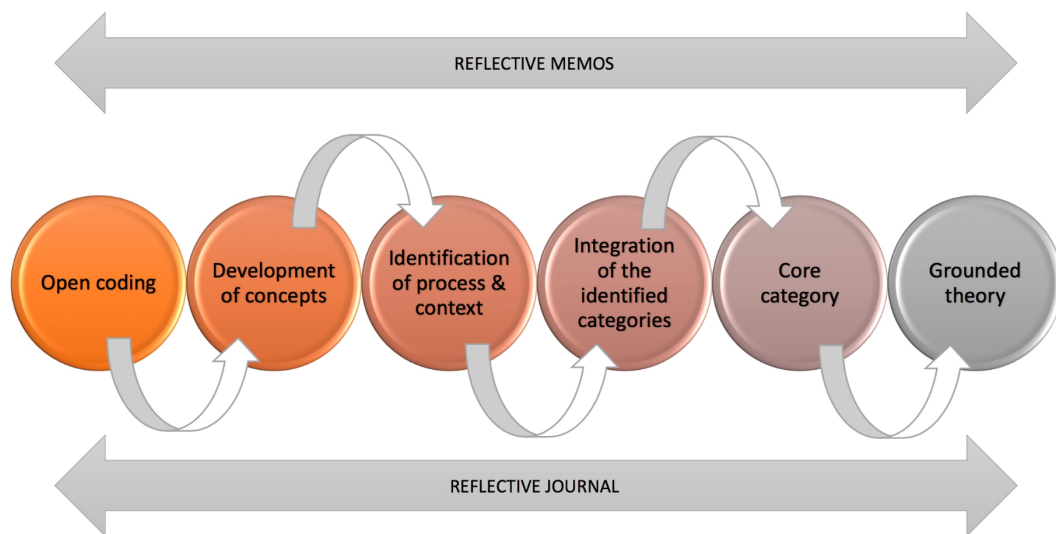 REFLECTIVE MEMOS
Open coding
Development
of concepts
Identification
of process &
context
Integration
of the
identified
categories
Core
category
Grounded
theory
REFLECTIVE JOURNAL